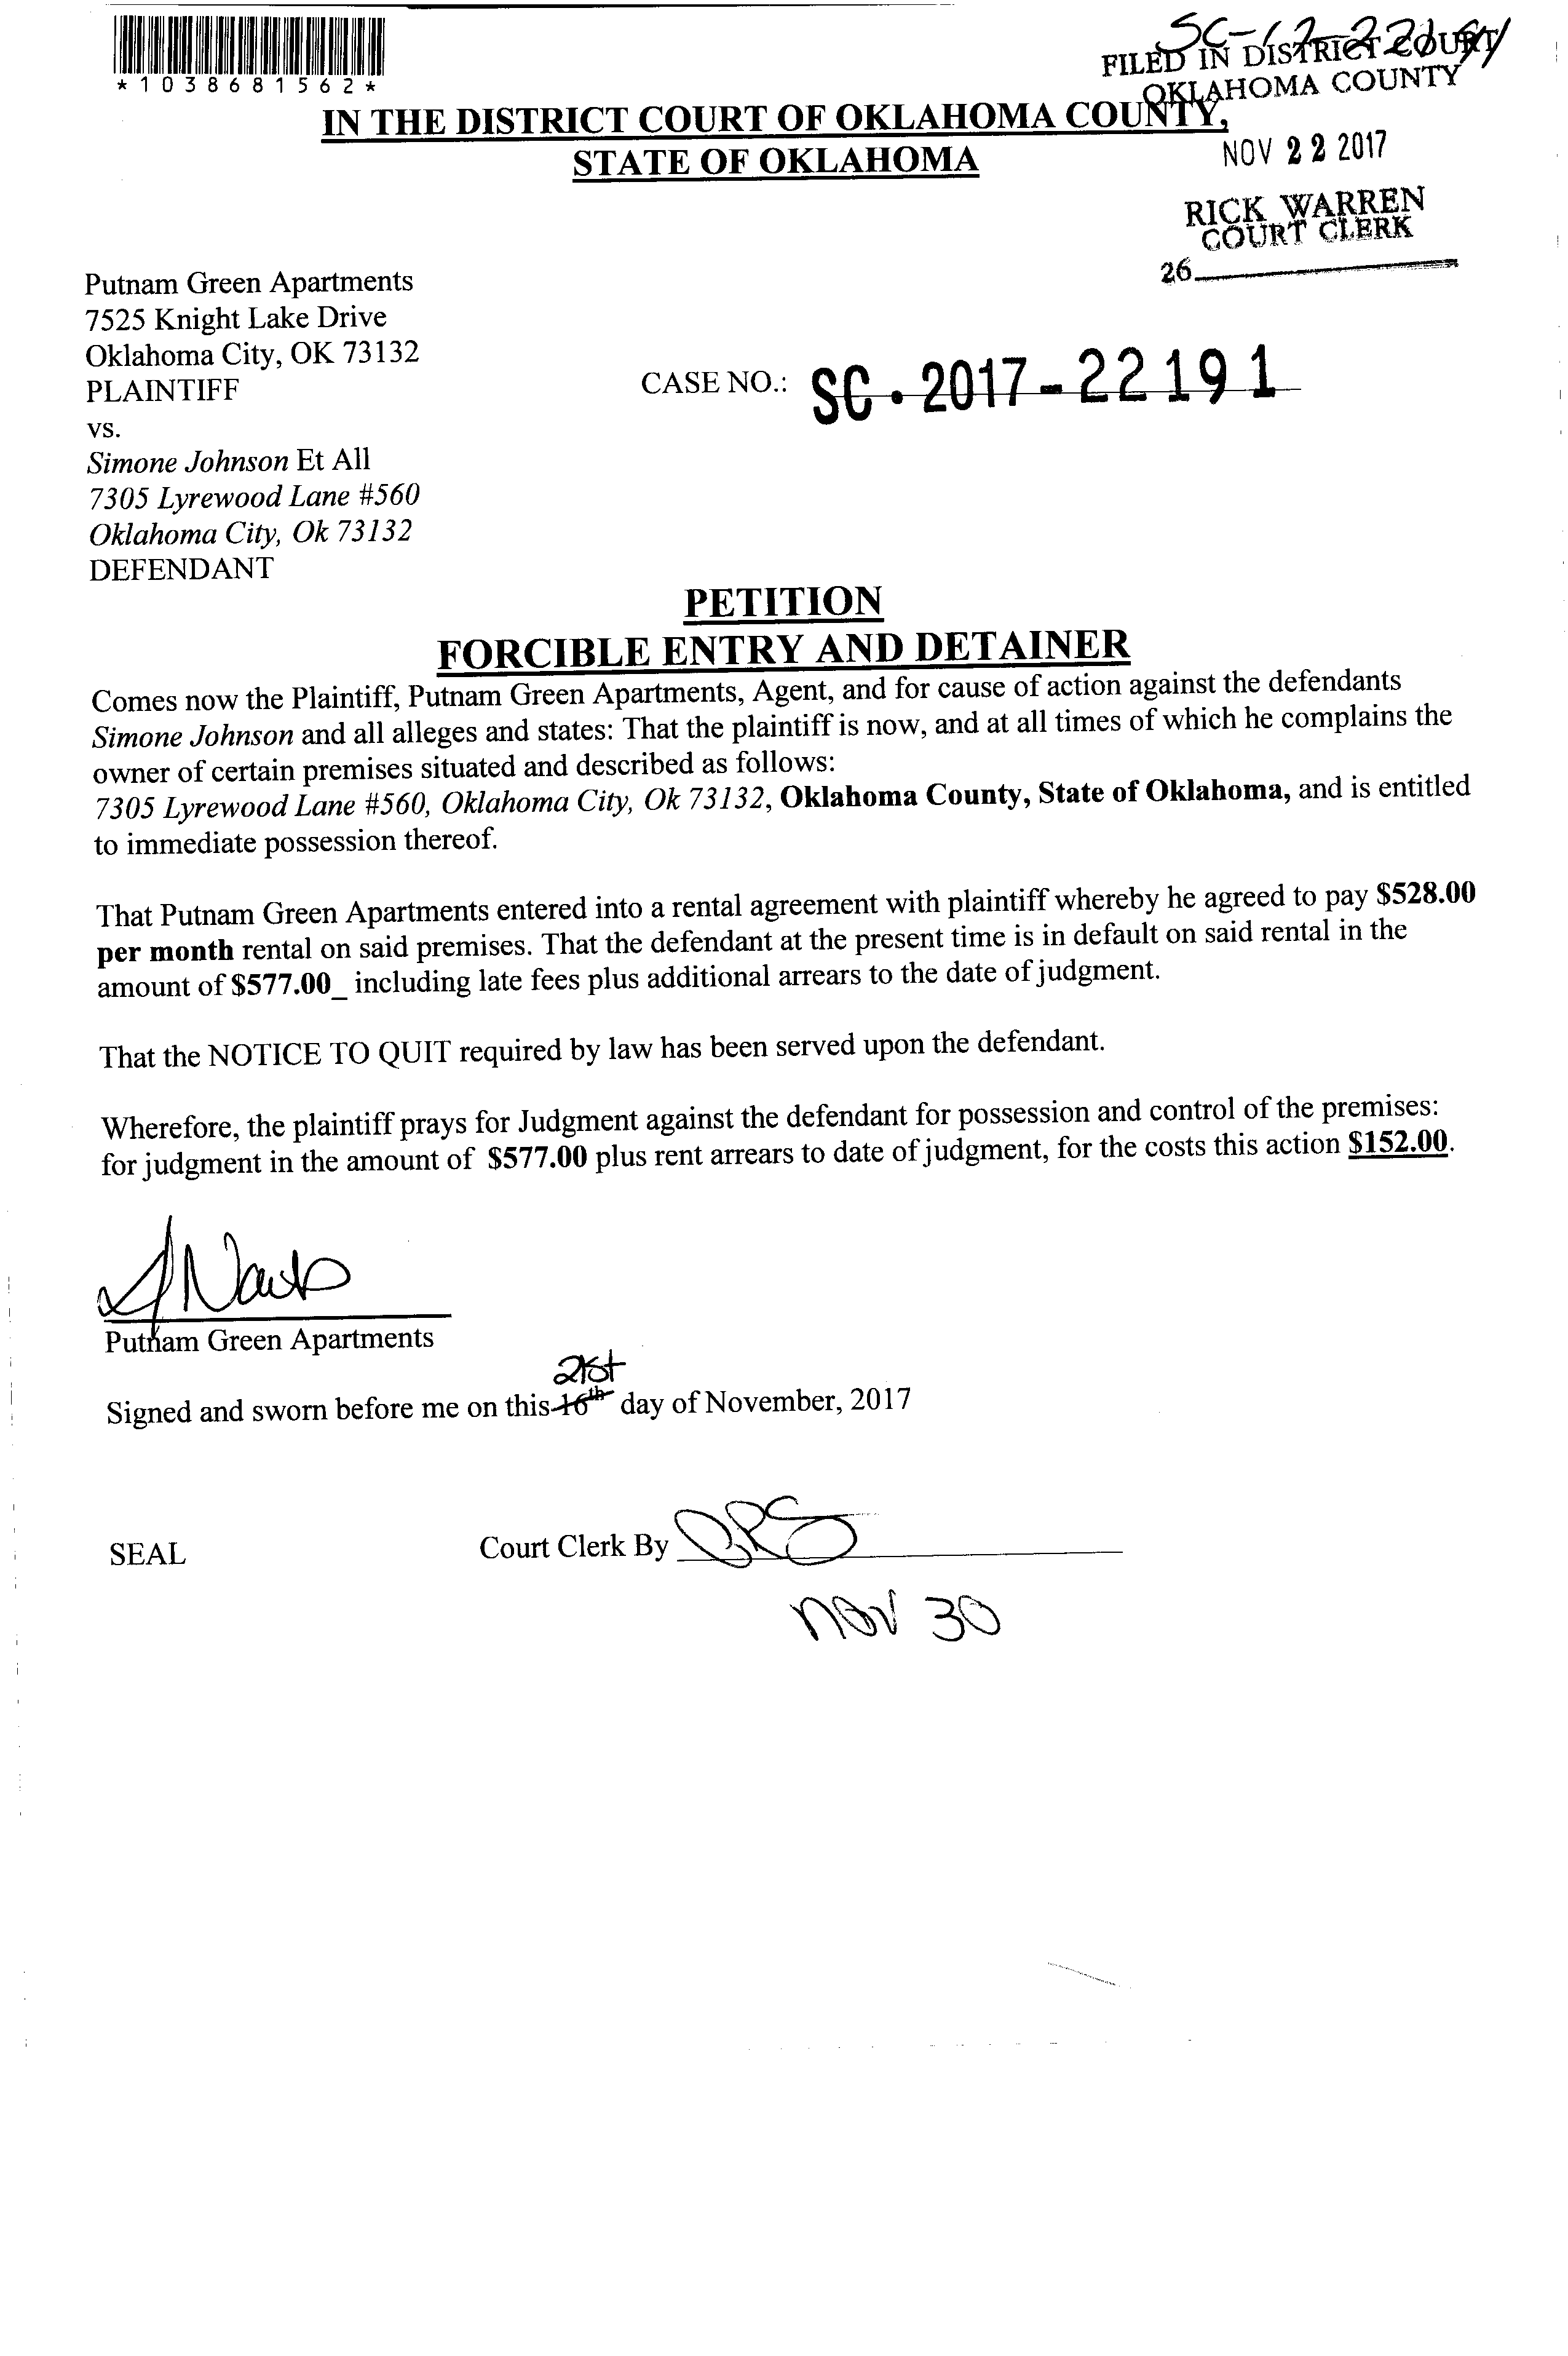 *1038681562*
SC-17-22191
FILED IN DISTRICT COURT
OKLAHOMA COUNTY
IN THE DISTRICT COURT OF OKLAHOMA COUNTY,
STATE OF OKLAHOMA
NOV 22 2017
RICK WARREN
COURT CLERK
26
Putnam Green Apartments
7525 Knight Lake Drive
Oklahoma City, OK 73132
PLAINTIFF
CASE NO.: SC-2017-22191
vs.
Simone Johnson Et All
7305 Lyrewood Lane #560
Oklahoma City, Ok 73132
DEFENDANT
PETITION
FORCIBLE ENTRY AND DETAINER
Comes now the Plaintiff, Putnam Green Apartments, Agent, and for cause of action against the defendants
Simone Johnson and all alleges and states: That the plaintiff is now, and at all times of which he complains the
owner of certain premises situated and described as follows:
7305 Lyrewood Lane #560, Oklahoma City, Ok 73132, Oklahoma County, State of Oklahoma, and is entitled
to immediate possession thereof.
That Putnam Green Apartments entered into a rental agreement with plaintiff whereby he agreed to pay $528.00
per month rental on said premises. That the defendant at the present time is in default on said rental in the
amount of $577.00_ including late fees plus additional arrears to the date of judgment.
That the NOTICE TO QUIT required by law has been served upon the defendant.
Wherefore, the plaintiff prays for Judgment against the defendant for possession and control of the premises:
for judgment in the amount of $577.00 plus rent arrears to date of judgment, for the costs this action $152.00.
Putnam Green Apartments
21st
Signed and sworn before me on this 16th day of November, 2017
SEAL
Court Clerk By
NOV 30